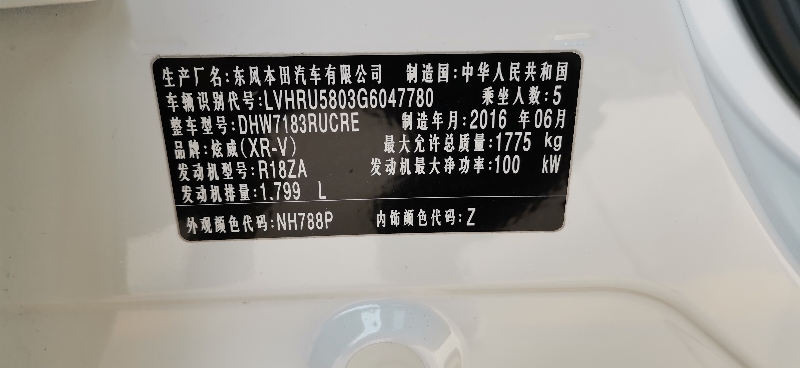 生产厂名:东风本田汽车有限公司 制造国:中华人民共和国
车辆识别代号:LVHRU5803G6047780 乘坐人数:5
整车型号:DHW7183RUCRE 制造年月:2016 年 06月
品牌:炫威(XR-V) 最大允许总质量:1775 kg
发动机型号:R18ZA 发动机最大净功率:100 kW
发动机排量:1.799 L
外观颜色代码:NH788P 内饰颜色代码:Z